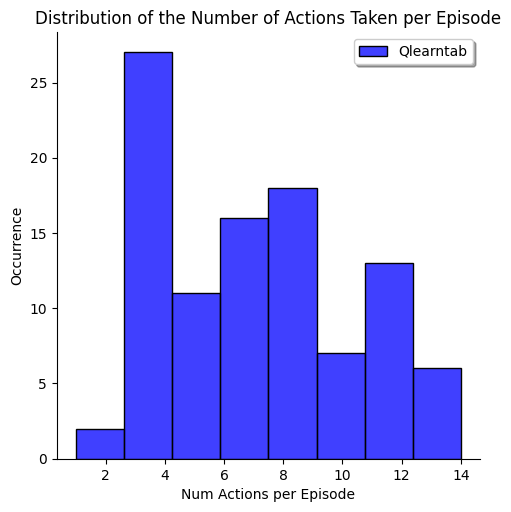 Distribution of the Number of Actions Taken per Episode
Qlearntab
25
20
15
10
5
0
Occurrence
2 4 6 8 10 12 14
Num Actions per Episode